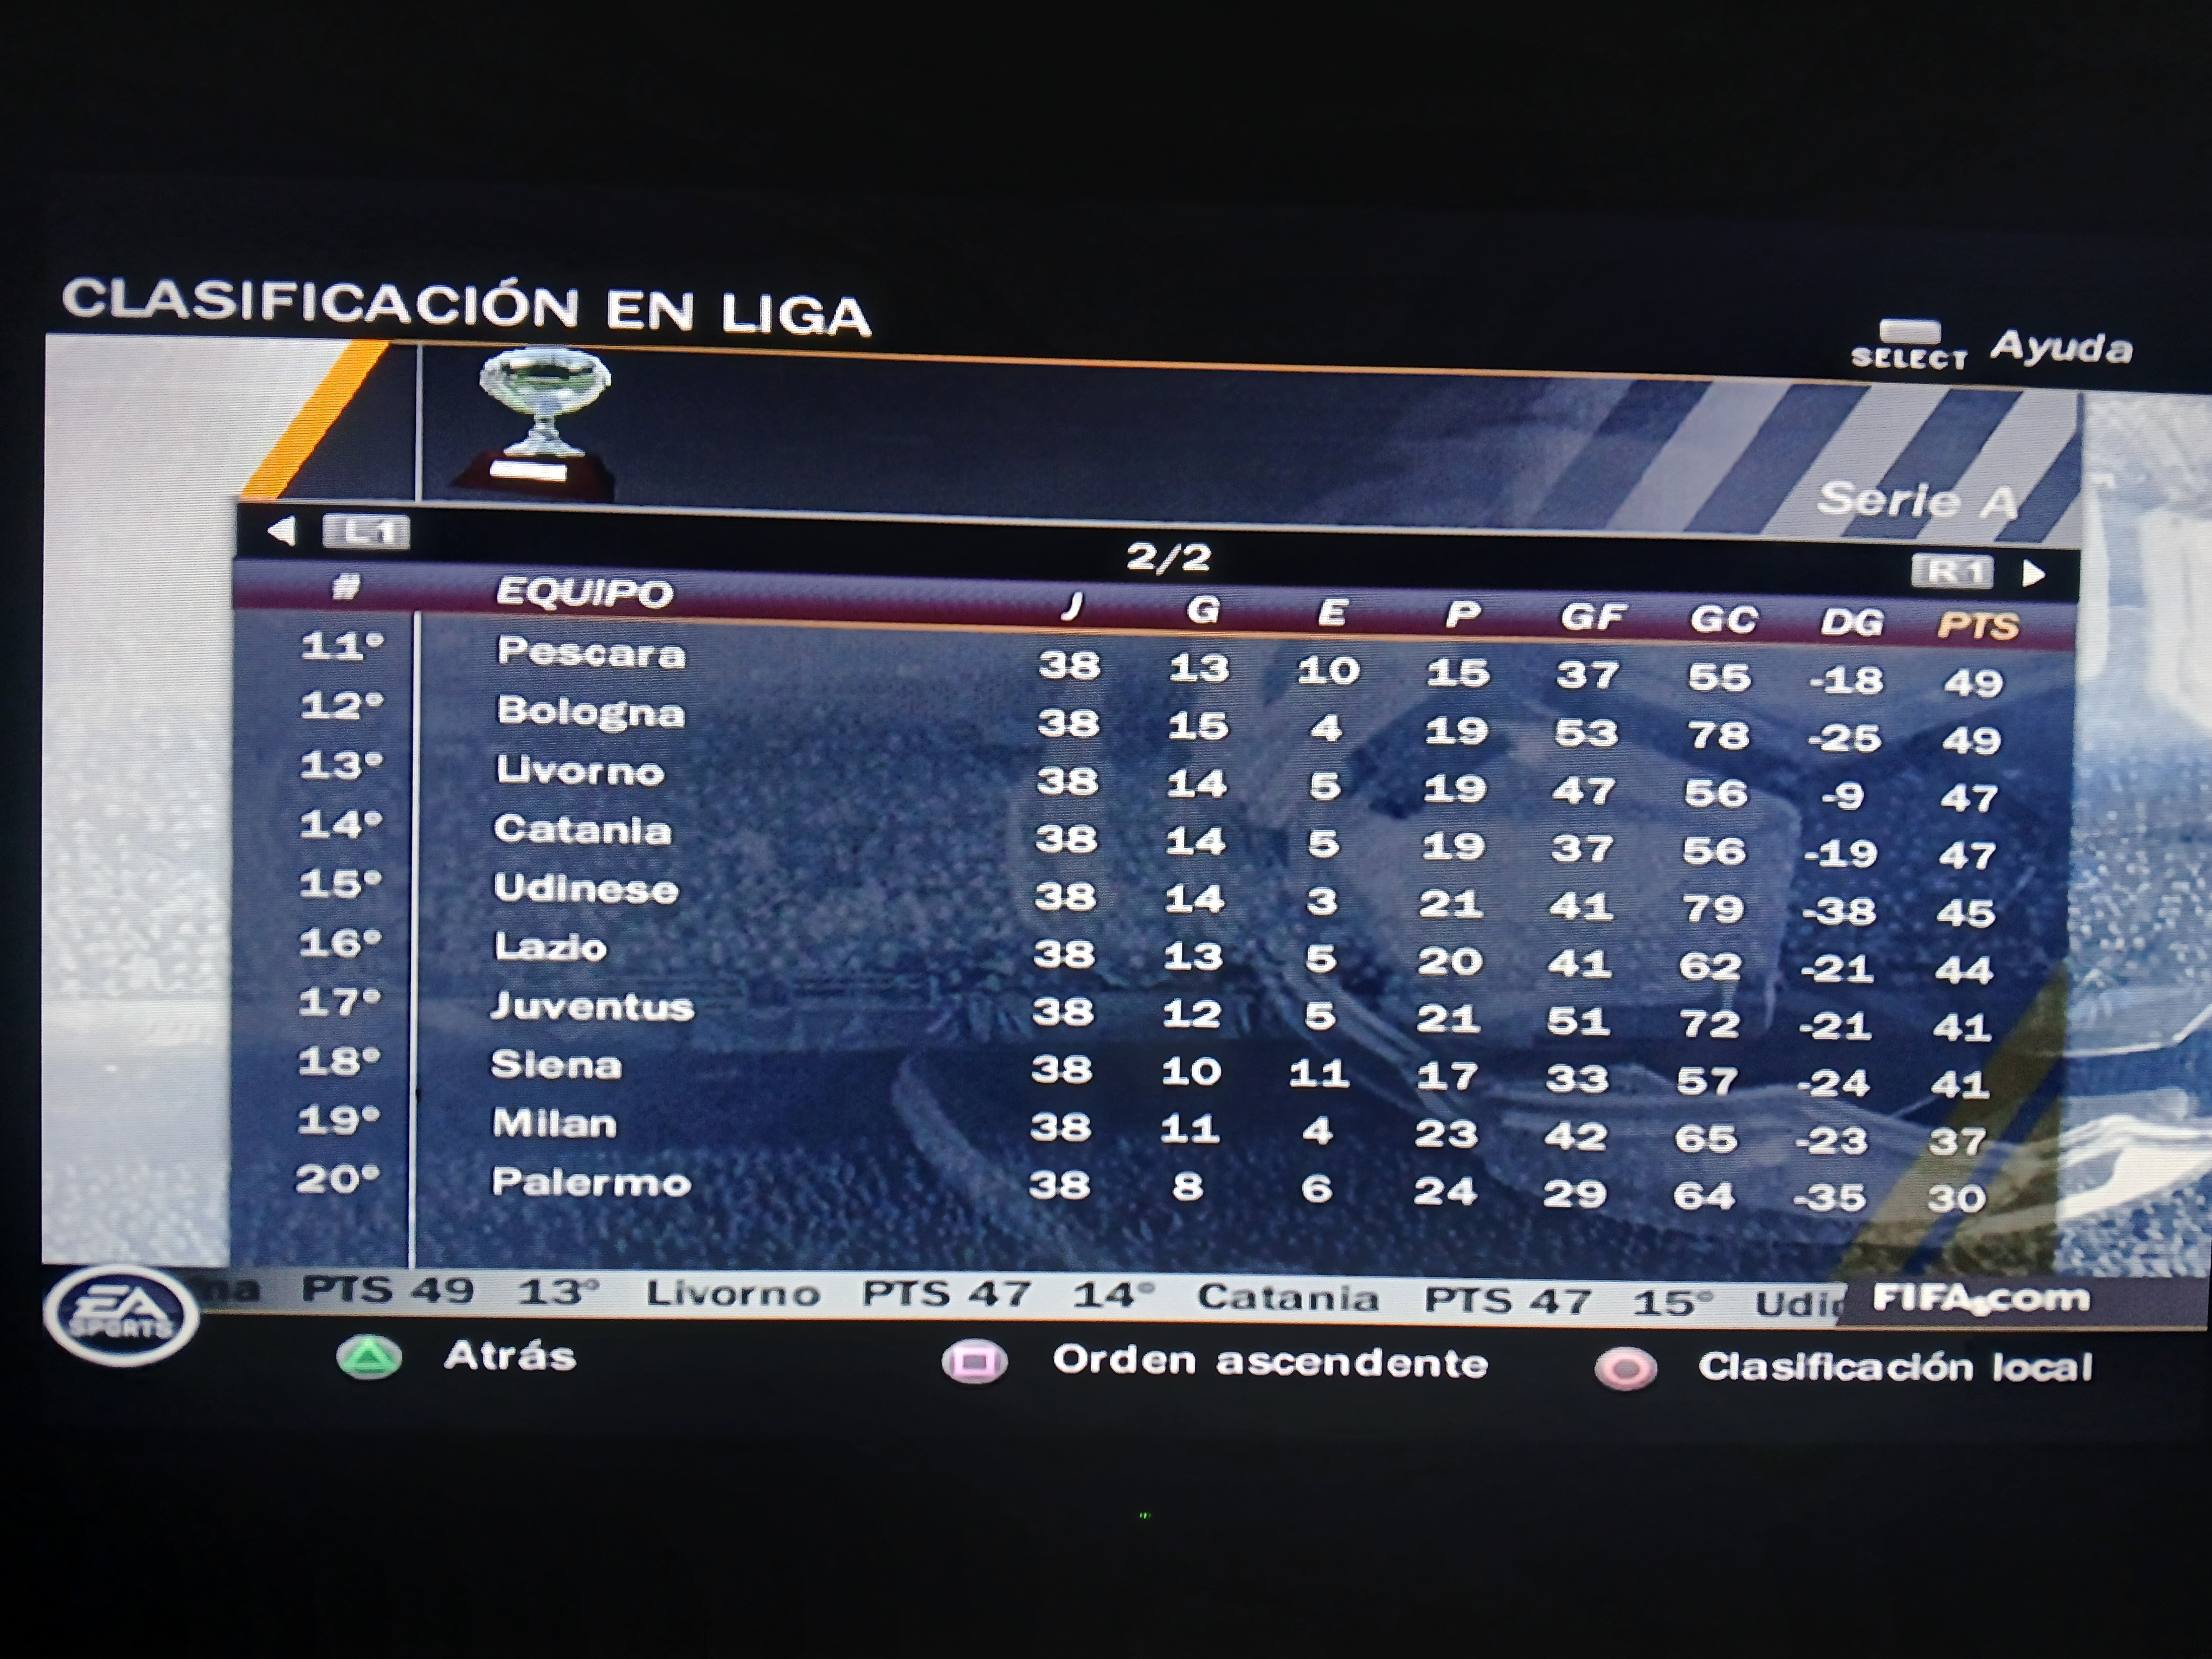 CLASIFICACIÓN EN LIGA
SELECT Ayuda
Serie A
L1 2/2 R1
# EQUIPO J G E P GF GC DG PTS
11° Pescara 38 13 10 15 37 55 -18 49
12° Bologna 38 15 4 19 53 78 -25 49
13° Livorno 38 14 5 19 47 56 -9 47
14° Catania 38 14 5 19 37 56 -19 47
15° Udinese 38 14 3 21 41 79 -38 45
16° Lazio 38 13 5 20 41 62 -21 44
17° Juventus 38 12 5 21 51 72 -21 41
18° Siena 38 10 11 17 33 57 -24 41
19° Milan 38 11 4 23 42 65 -23 37
20° Palermo 38 8 6 24 29 64 -35 30
EA SPORTS na PTS 49 13° Livorno PTS 47 14° Catania PTS 47 15° Udi FIFA.com
Atrás Orden ascendente Clasificación local